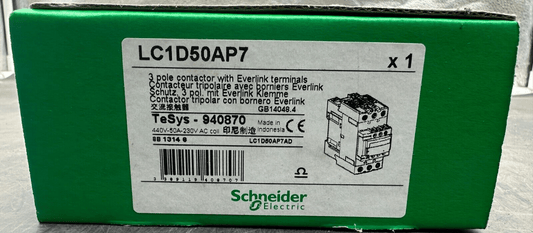 LC1D50AP7
x 1
3 pole contactor with Everlink terminals
Contacteur tripolaire avec borniers Everlink
Schutz, 3 pol. mit Everlink Klemme
Contactor tripolar con bornero Everlink
交流接触器 GB14048.4
TeSys - 940870
Made in Indonesia CE
440V-50A-230V AC coil 印尼制造
LC1D50AP7AD
Schneider
Electric